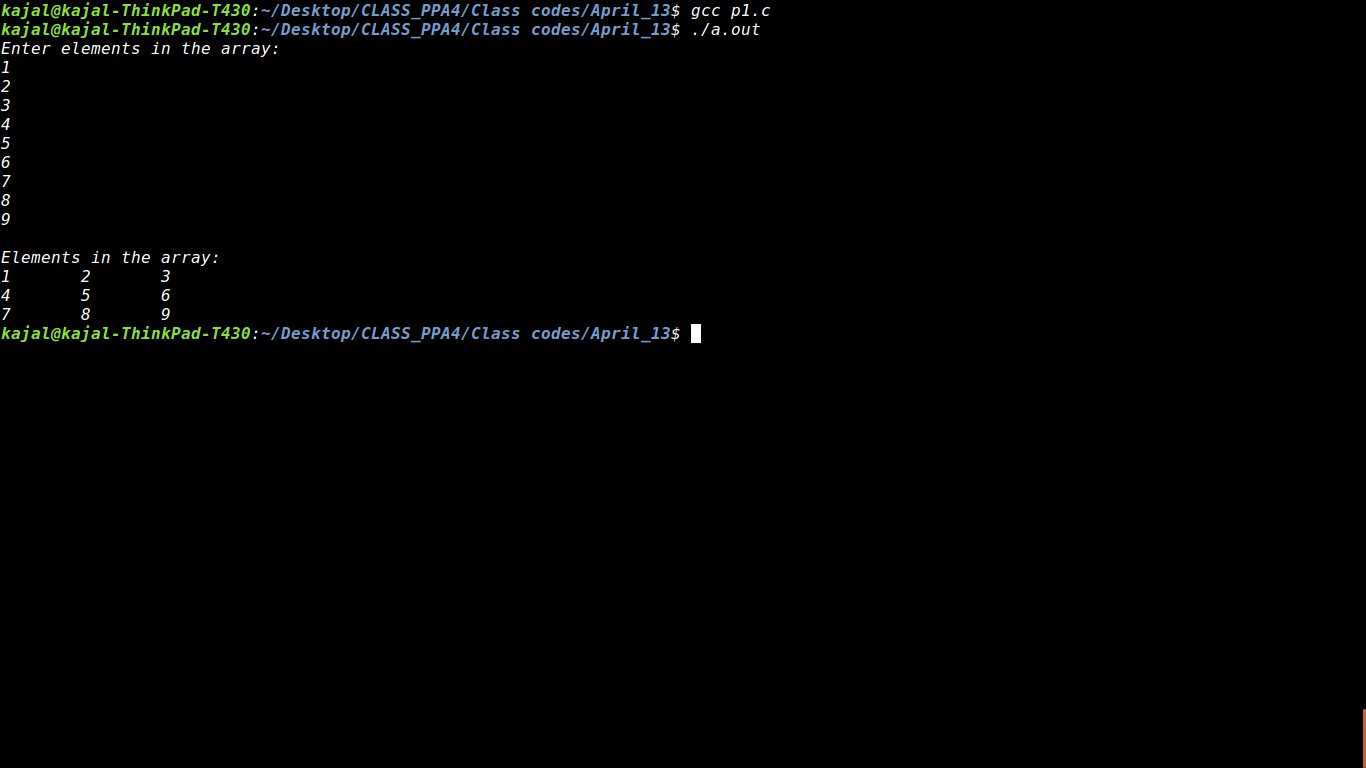 kajal@kajal-ThinkPad-T430:~/Desktop/CLASS_PPA4/Class codes/April_13$ gcc p1.c
kajal@kajal-ThinkPad-T430:~/Desktop/CLASS_PPA4/Class codes/April_13$ ./a.out
Enter elements in the array:
1
2
3
4
5
6
7
8
9

Elements in the array:
1 2 3
4 5 6
7 8 9
kajal@kajal-ThinkPad-T430:~/Desktop/CLASS_PPA4/Class codes/April_13$